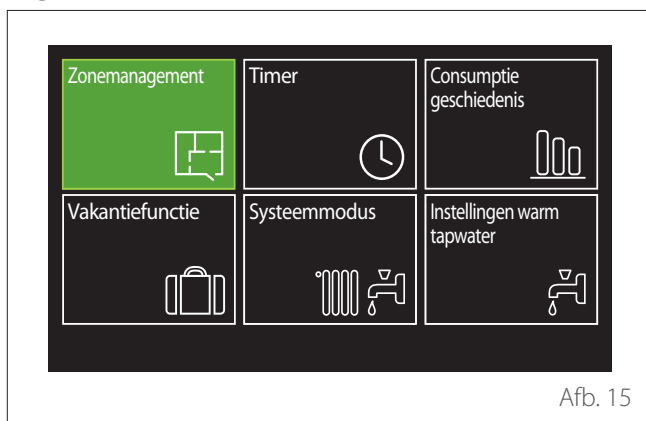 Zonemanagement
Timer
Consumptie
geschiedenis
Vakantiefunctie
Systeemmodus
Instellingen warm
tapwater
Afb. 15